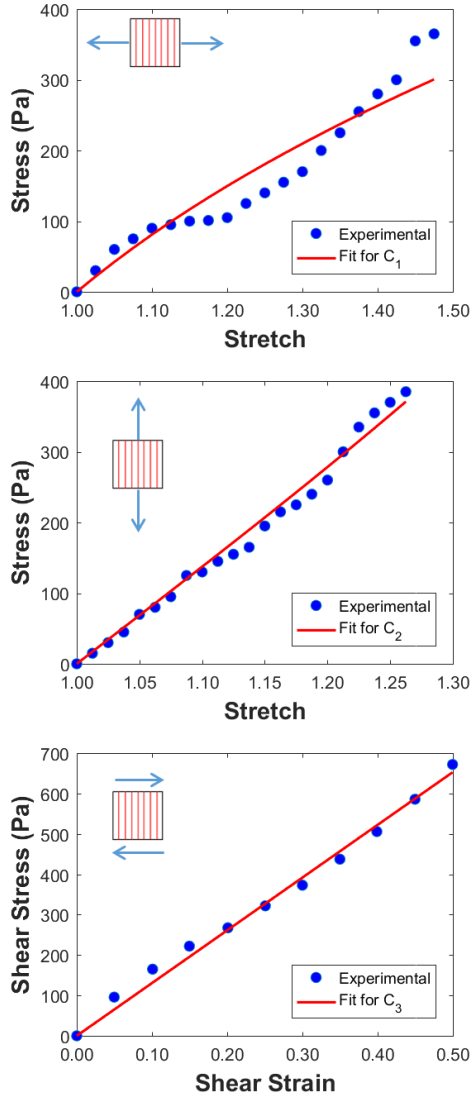 400
300
200
100
0
Stress (Pa)
Experimental
Fit for C1
1.00 1.10 1.20 1.30 1.40 1.50
Stretch
400
300
200
100
0
Stress (Pa)
Experimental
Fit for C2
1.00 1.05 1.10 1.15 1.20 1.25 1.30
Stretch
700
600
500
400
300
200
100
0
Shear Stress (Pa)
Experimental
Fit for C3
0.00 0.10 0.20 0.30 0.40 0.50
Shear Strain